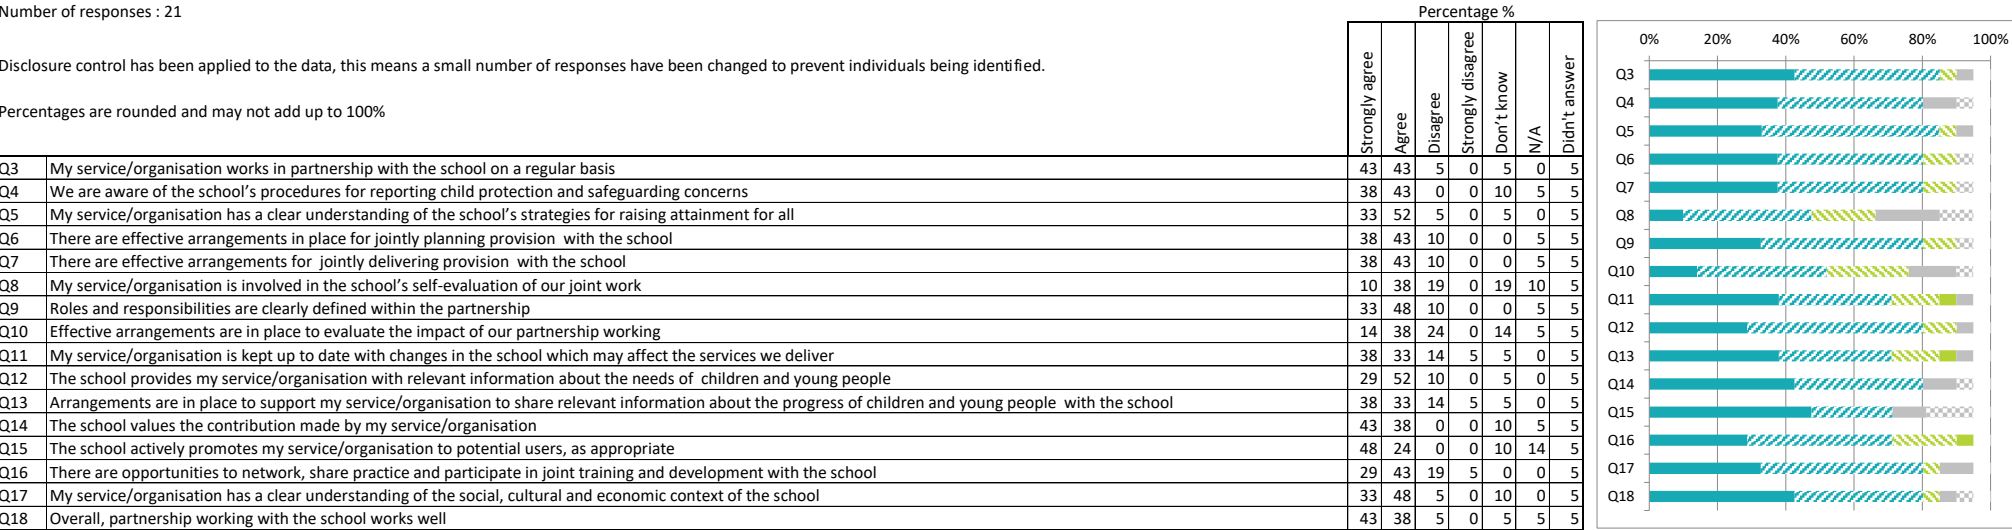 Number of responses : 21
Percentage %
Disclosure control has been applied to the data, this means a small number of responses have been changed to prevent individuals being identified.
Percentages are rounded and may not add up to 100%
Strongly agree
Agree
Disagree
Strongly disagree
Don't know
N/A
Didn't answer
Q3 My service/organisation works in partnership with the school on a regular basis 43 43 5 0 5 0 5
Q4 We are aware of the school's procedures for reporting child protection and safeguarding concerns 38 43 0 0 10 5 5
Q5 My service/organisation has a clear understanding of the school's strategies for raising attainment for all 33 52 5 0 5 0 5
Q6 There are effective arrangements in place for jointly planning provision with the school 38 43 10 0 0 5 5
Q7 There are effective arrangements for jointly delivering provision with the school 38 43 10 0 0 5 5
Q8 My service/organisation is involved in the school's self-evaluation of our joint work 10 38 19 0 19 10 5
Q9 Roles and responsibilities are clearly defined within the partnership 33 48 10 0 0 5 5
Q10 Effective arrangements are in place to evaluate the impact of our partnership working 14 38 24 0 14 5 5
Q11 My service/organisation is kept up to date with changes in the school which may affect the services we deliver 38 33 14 5 5 0 5
Q12 The school provides my service/organisation with relevant information about the needs of children and young people 29 52 10 0 5 0 5
Q13 Arrangements are in place to support my service/organisation to share relevant information about the progress of children and young people with the school 38 33 14 5 5 0 5
Q14 The school values the contribution made by my service/organisation 43 38 0 0 10 5 5
Q15 The school actively promotes my service/organisation to potential users, as appropriate 48 24 0 0 10 14 5
Q16 There are opportunities to network, share practice and participate in joint training and development with the school 29 43 19 5 0 0 5
Q17 My service/organisation has a clear understanding of the social, cultural and economic context of the school 33 48 5 0 10 0 5
Q18 Overall, partnership working with the school works well 43 38 5 0 5 5 5
0% 20% 40% 60% 80% 100%
Q3
Q4
Q5
Q6
Q7
Q8
Q9
Q10
Q11
Q12
Q13
Q14
Q15
Q16
Q17
Q18